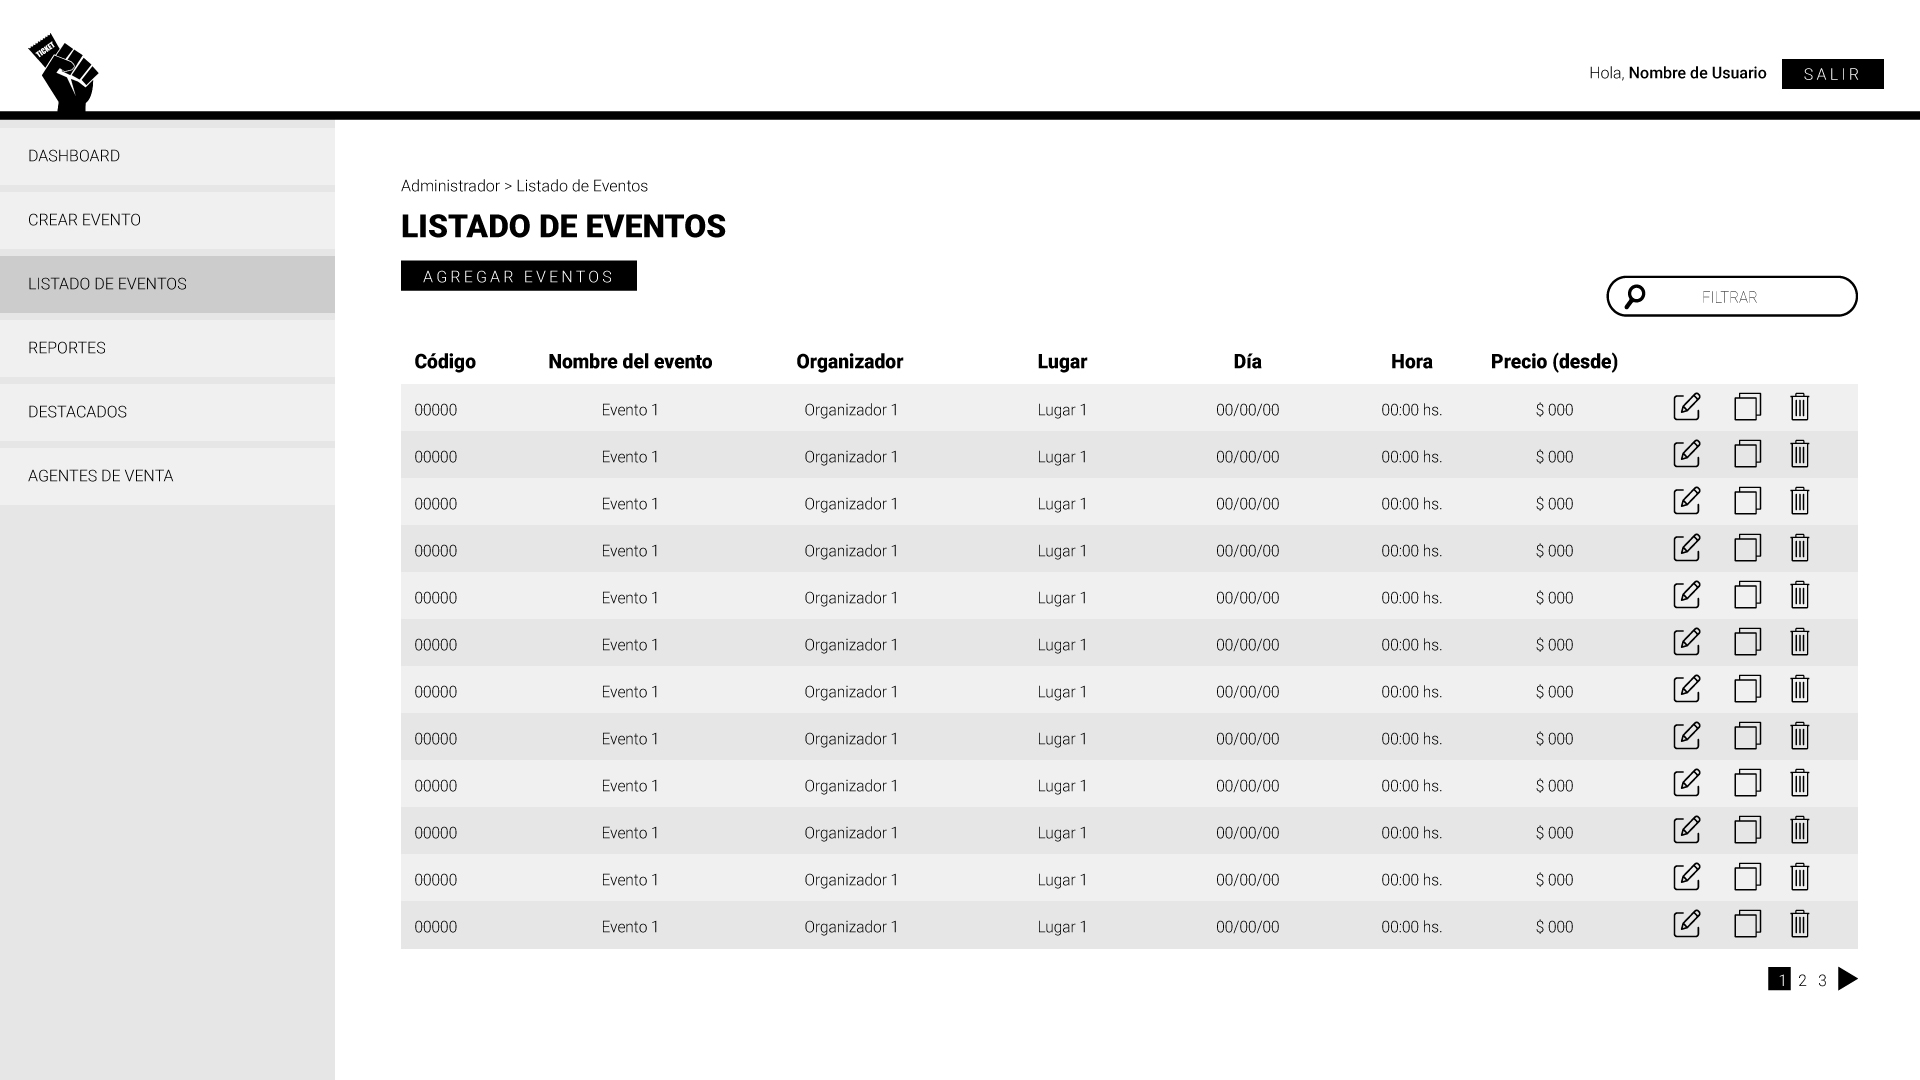 TICKET
Hola, Nombre de Usuario
SALIR
DASHBOARD
CREAR EVENTO
LISTADO DE EVENTOS
REPORTES
DESTACADOS
AGENTES DE VENTA
Administrador > Listado de Eventos
LISTADO DE EVENTOS
AGREGAR EVENTOS
FILTRAR
Código Nombre del evento Organizador Lugar Día Hora Precio (desde)
00000 Evento 1 Organizador 1 Lugar 1 00/00/00 00:00 hs. $ 000
00000 Evento 1 Organizador 1 Lugar 1 00/00/00 00:00 hs. $ 000
00000 Evento 1 Organizador 1 Lugar 1 00/00/00 00:00 hs. $ 000
00000 Evento 1 Organizador 1 Lugar 1 00/00/00 00:00 hs. $ 000
00000 Evento 1 Organizador 1 Lugar 1 00/00/00 00:00 hs. $ 000
00000 Evento 1 Organizador 1 Lugar 1 00/00/00 00:00 hs. $ 000
00000 Evento 1 Organizador 1 Lugar 1 00/00/00 00:00 hs. $ 000
00000 Evento 1 Organizador 1 Lugar 1 00/00/00 00:00 hs. $ 000
00000 Evento 1 Organizador 1 Lugar 1 00/00/00 00:00 hs. $ 000
00000 Evento 1 Organizador 1 Lugar 1 00/00/00 00:00 hs. $ 000
00000 Evento 1 Organizador 1 Lugar 1 00/00/00 00:00 hs. $ 000
00000 Evento 1 Organizador 1 Lugar 1 00/00/00 00:00 hs. $ 000
1 2 3